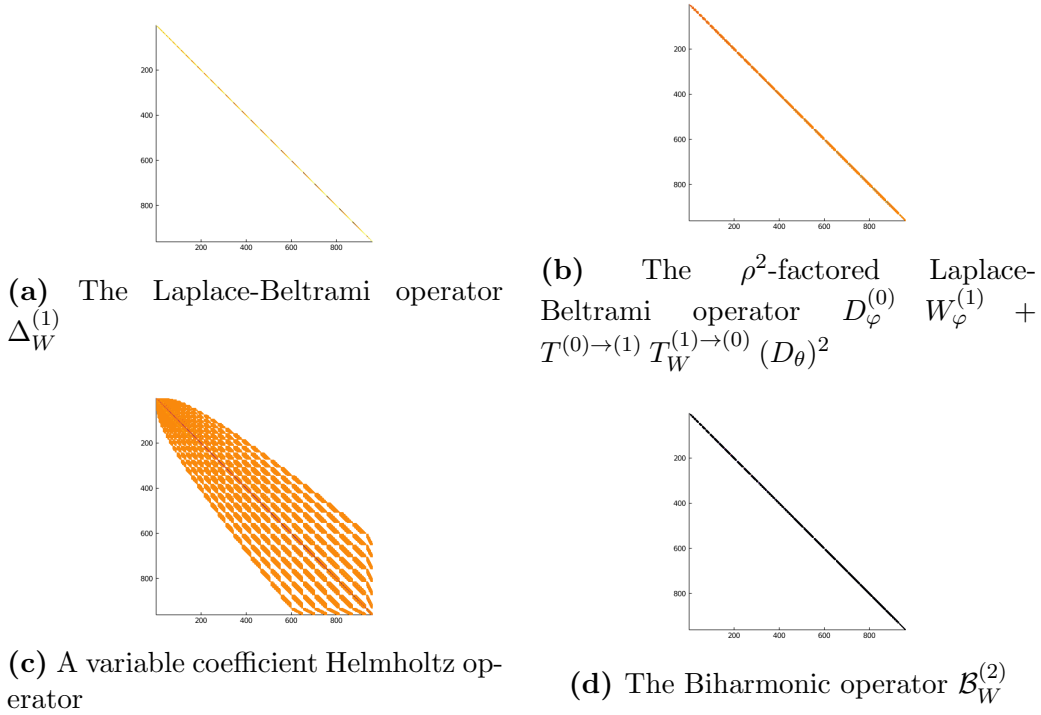 200
400
600
800
200 400 600 800
(a) The Laplace-Beltrami operator
Δ_W^{(1)}
200
400
600
800
200 400 600 800
(b) The ρ²-factored Laplace-
Beltrami operator D_φ^{(0)} W_φ^{(1)} +
T^{(0)→(1)} T_W^{(1)→(0)} (D_θ)²
200
400
600
800
200 400 600 800
(c) A variable coefficient Helmholtz op-
erator
200
400
600
800
200 400 600 800
(d) The Biharmonic operator ℬ_W^{(2)}